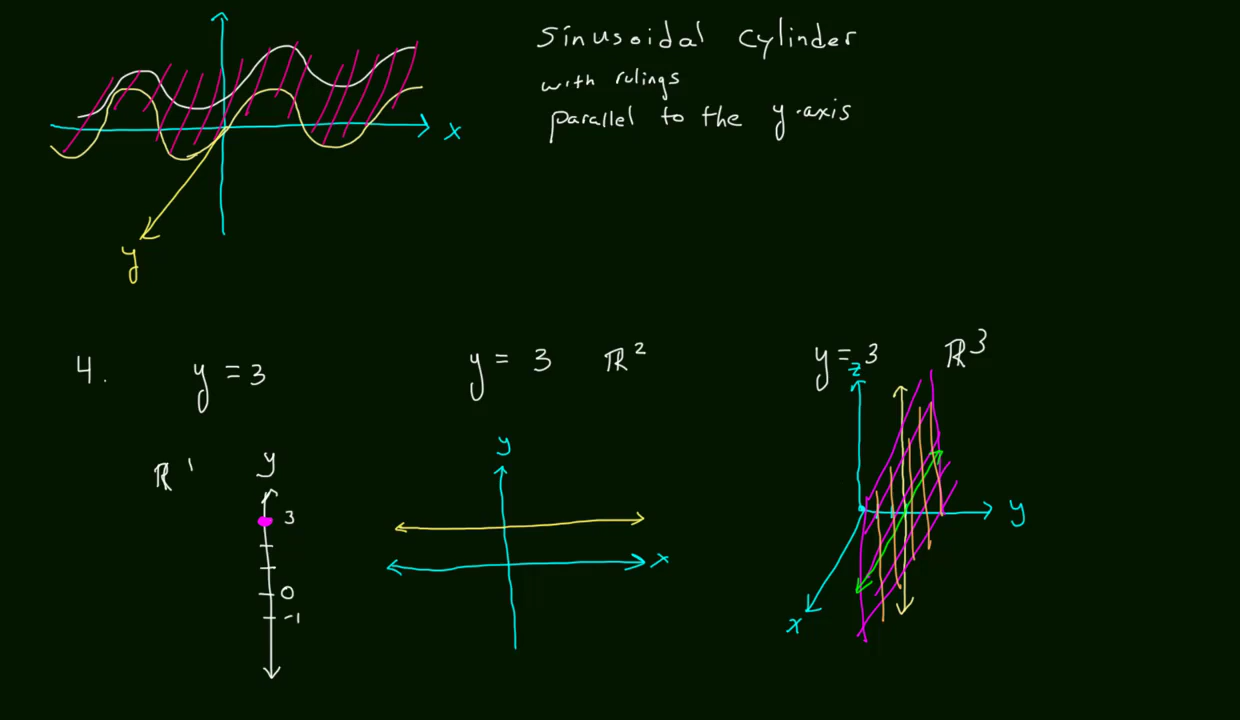 Sinusoidal cylinder
with rulings
parallel to the y-axis
x
y
4. y = 3
y = 3 ℝ²
y = 3 ℝ³
z
ℝ¹
y
3
0
-1
y
x
y
x